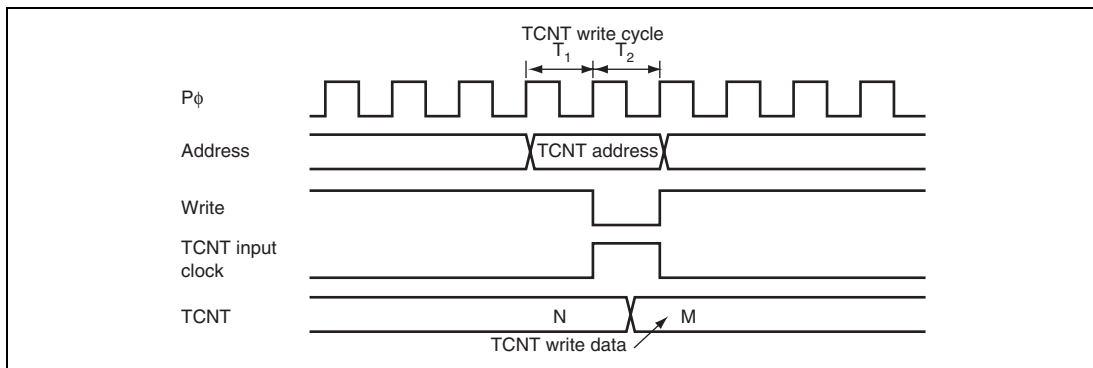 TCNT write cycle
T1 T2
Pφ
Address
TCNT address
Write
TCNT input
clock
TCNT
N
M
TCNT write data